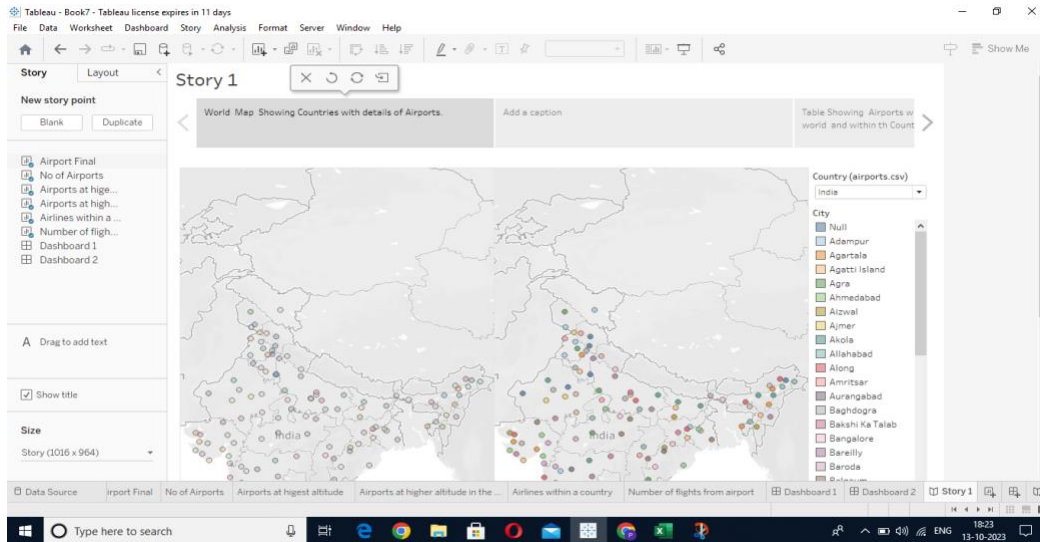 Tableau - Book7 - Tableau license expires in 11 days
File Data Worksheet Dashboard Story Analysis Format Server Window Help
Show Me
Story Layout
New story point
Blank Duplicate
Airport Final
No of Airports
Airports at hige...
Airports at high...
Airlines within a ...
Number of fligh...
Dashboard 1
Dashboard 2
A Drag to add text
Show title
Size
Story (1016 x 964)
Story 1
World Map Showing Countries with details of Airports.
Add a caption
Table Showing Airports w
world and within th Count
India
India
Country (airports.csv)
India
City
Null
Adampur
Agartala
Agatti Island
Agra
Ahmedabad
Aizwal
Ajmer
Akola
Allahabad
Along
Amritsar
Aurangabad
Baghdogra
Bakshi Ka Talab
Bangalore
Bareilly
Baroda
Belgaum
Data Source irport Final No of Airports Airports at higest altitude Airports at higher altitude in the ... Airlines within a country Number of flights from airport Dashboard 1 Dashboard 2 Story 1
Type here to search
ENG
18:23
13-10-2023